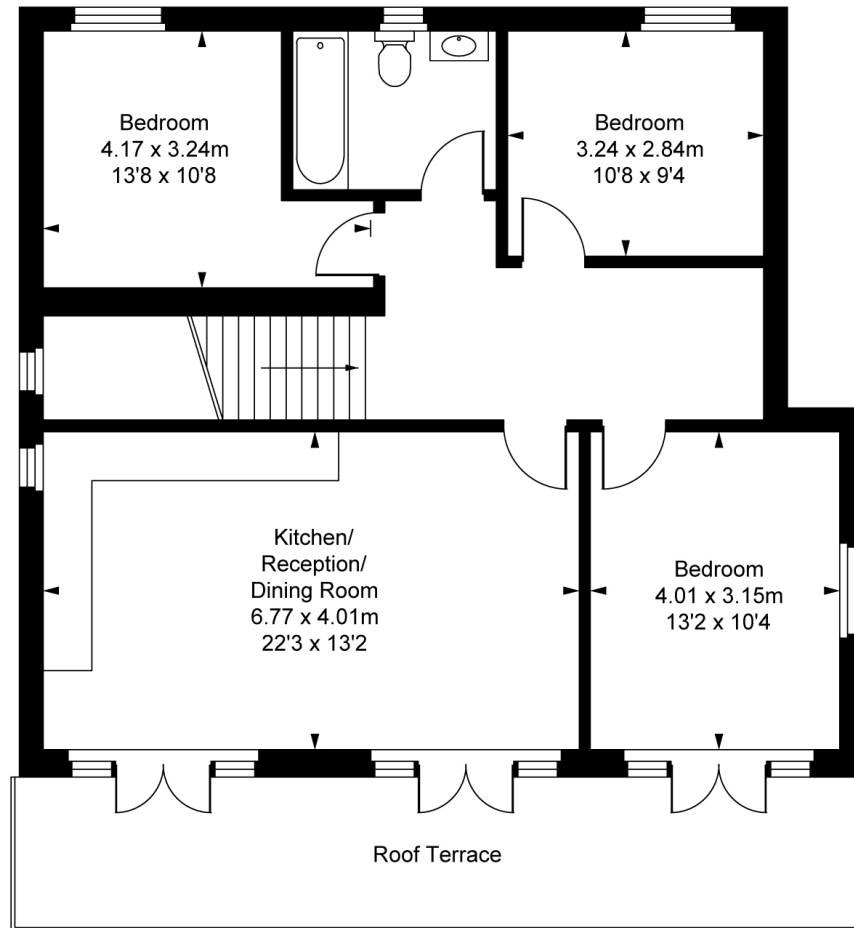 Bedroom
4.17 x 3.24m
13'8 x 10'8
Bedroom
3.24 x 2.84m
10'8 x 9'4
Kitchen/
Reception/
Dining Room
6.77 x 4.01m
22'3 x 13'2
Bedroom
4.01 x 3.15m
13'2 x 10'4
Roof Terrace